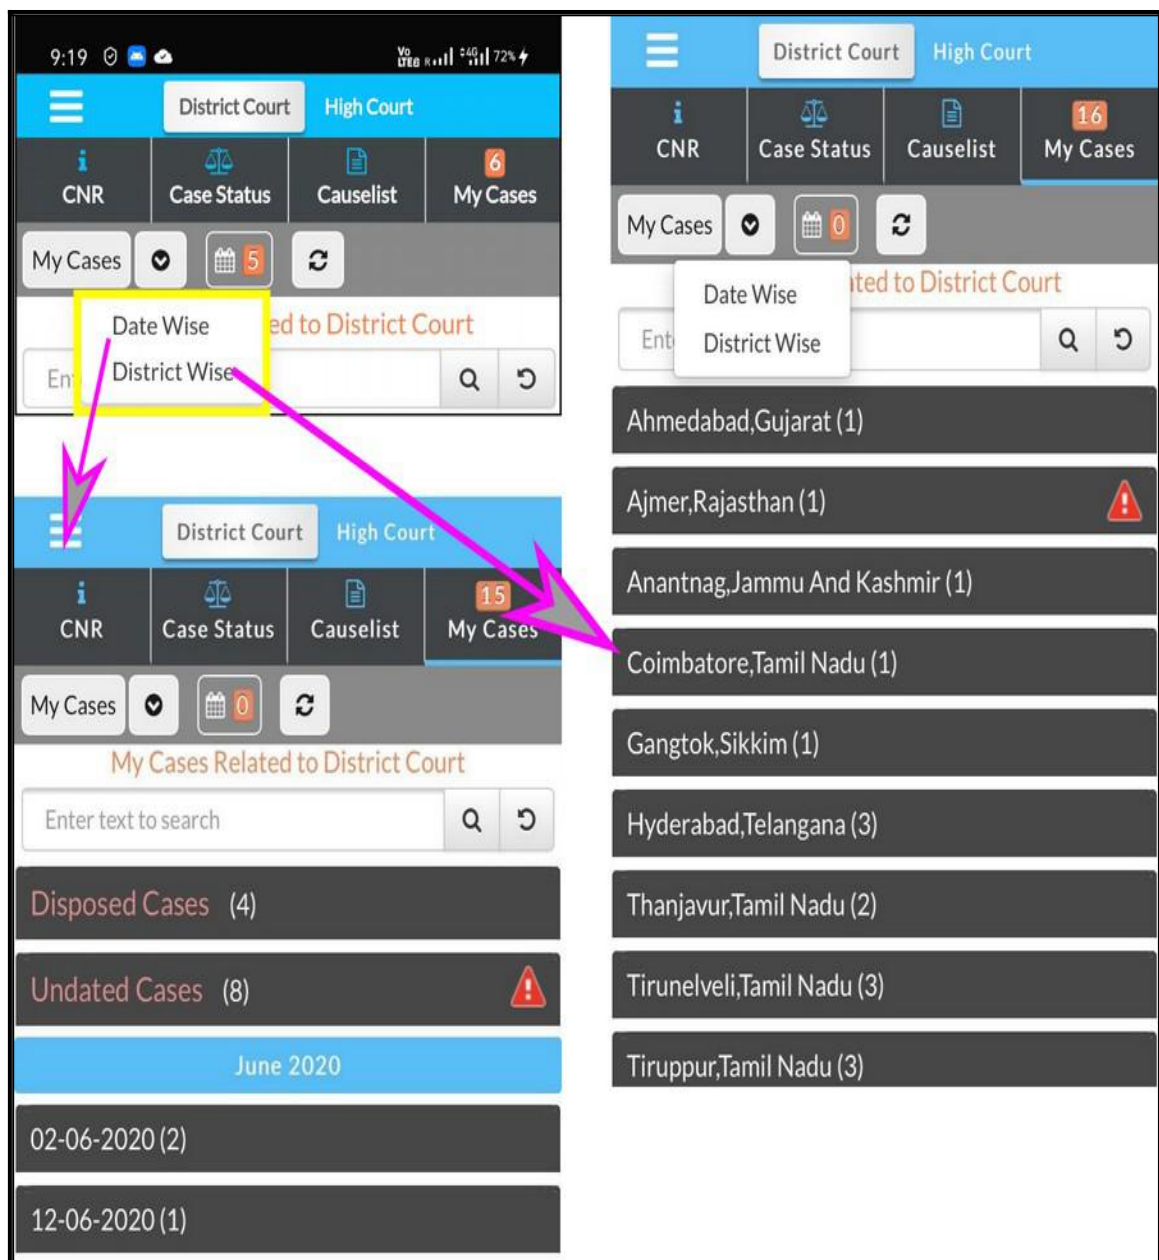 9:19
Vo LTE R 4G 72%
District Court High Court
CNR Case Status Causelist 6 My Cases
My Cases 5
Date Wise
ed to District Court
District Wise
En
District Court High Court
CNR Case Status Causelist 15 My Cases
My Cases 0
My Cases Related to District Court
Enter text to search
Disposed Cases (4)
Undated Cases (8)
June 2020
02-06-2020 (2)
12-06-2020 (1)
District Court High Court
CNR Case Status Causelist 16 My Cases
My Cases 0
ated to District Court
Date Wise
Ent
District Wise
Ahmedabad,Gujarat (1)
Ajmer,Rajasthan (1)
Anantnag,Jammu And Kashmir (1)
Coimbatore,Tamil Nadu (1)
Gangtok,Sikkim (1)
Hyderabad,Telangana (3)
Thanjavur,Tamil Nadu (2)
Tirunelveli,Tamil Nadu (3)
Tiruppur,Tamil Nadu (3)